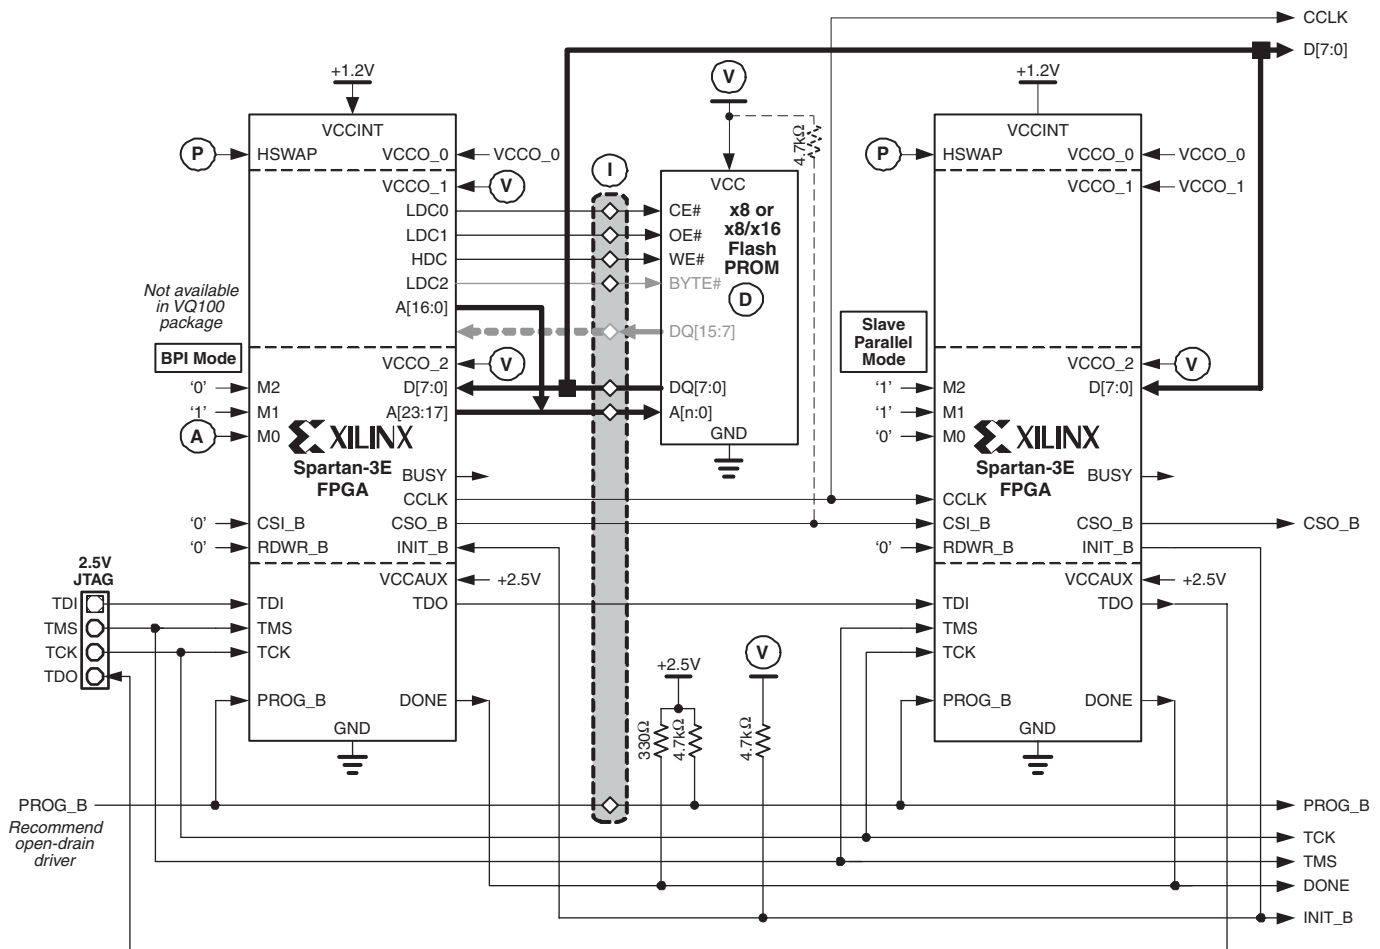 CCLK
D[7:0]
+1.2V
V
+1.2V
VCCINT
P
HSWAP
VCCO_0
VCCO_0
VCCO_1
V
LDC0
LDC1
HDC
LDC2
A[16:0]
Not available
in VQ100
package
BPI Mode
VCCO_2
V
'0'
M2
D[7:0]
'1'
M1
A[23:17]
A
M0
XILINX
Spartan-3E
FPGA
BUSY
CCLK
'0'
CSI_B
CSO_B
'0'
RDWR_B
INIT_B
2.5V
JTAG
VCCAUX
+2.5V
TDI
TDI
TDO
TMS
TMS
TCK
TCK
TDO
PROG_B
DONE
GND
I
4.7kΩ
VCC
CE#
x8 or
x8/x16
Flash
PROM
OE#
WE#
BYTE#
D
DQ[15:7]
DQ[7:0]
A[n:0]
GND
VCCINT
P
HSWAP
VCCO_0
VCCO_0
VCCO_1
VCCO_1
Slave
Parallel
Mode
VCCO_2
V
'1'
M2
D[7:0]
'1'
M1
'0'
M0
XILINX
Spartan-3E
FPGA
BUSY
CCLK
CSI_B
CSO_B
CSO_B
'0'
RDWR_B
INIT_B
VCCAUX
+2.5V
TDI
TDO
TMS
TCK
PROG_B
DONE
GND
+2.5V
V
330Ω
4.7kΩ
4.7kΩ
PROG_B
Recommend
open-drain
driver
PROG_B
TCK
TMS
DONE
INIT_B